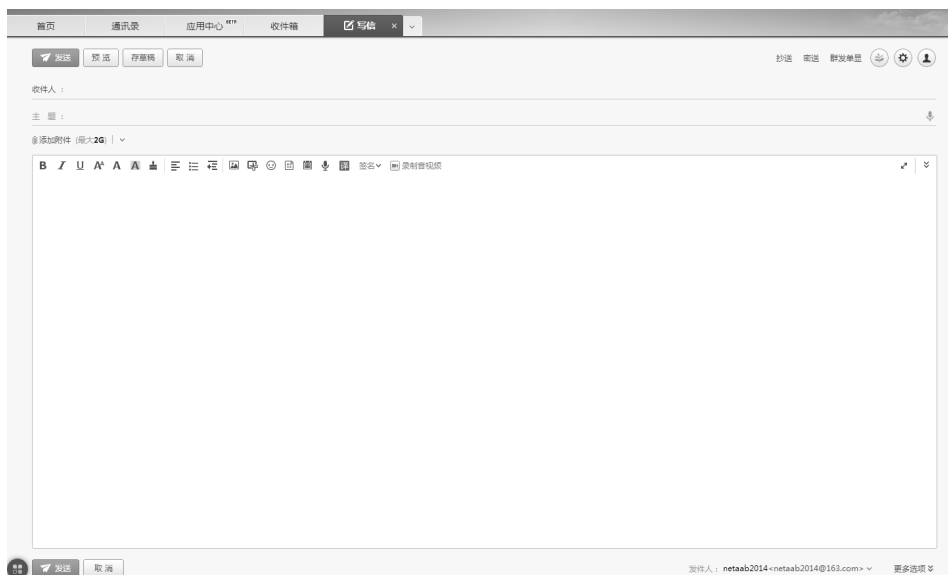 首页 通讯录 应用中心 BETA 收件箱 写信 ×
发送 预览 存草稿 取消 抄送 密送 群发单显
收件人：
主 题：
添加附件 (最大2G)
B I U A A A 签名 录制音视频
发送 取消 发件人：netaab2014<netaab2014@163.com> 更多选项